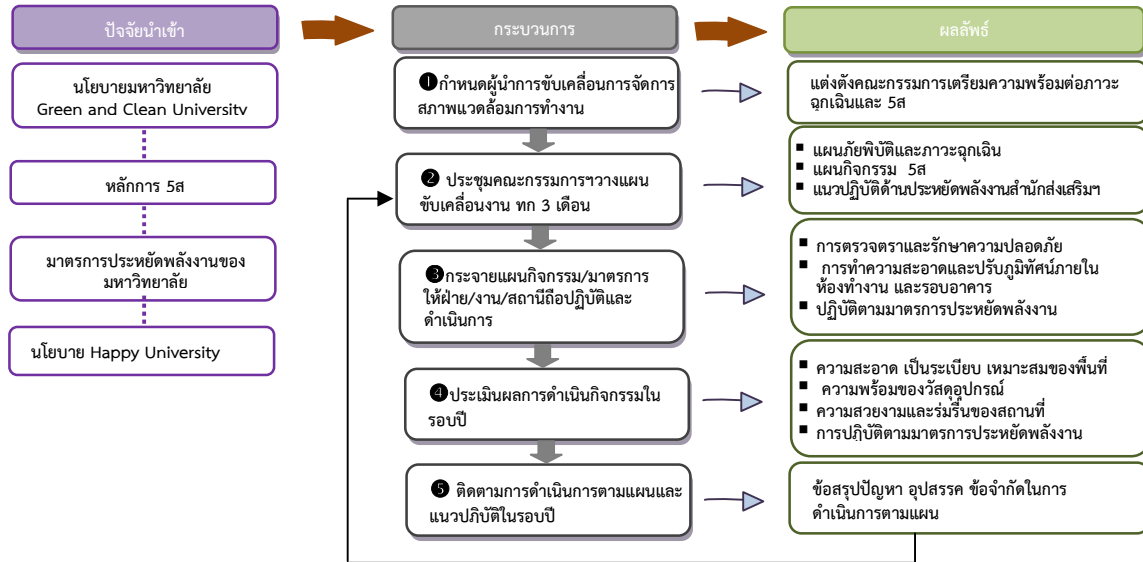 ปัจจัยนำเข้า
กระบวนการ
ผลลัพธ์
นโยบายมหาวิทยาลัย
Green and Clean University
หลักการ 5ส
มาตรการประหยัดพลังงานของ
มหาวิทยาลัย
นโยบาย Happy University
❶กำหนดผู้นำการขับเคลื่อนการจัดการ
สภาพแวดล้อมการทำงาน
❷ ประชุมคณะกรรมการฯวางแผน
ขับเคลื่อนงาน ทก 3 เดือน
❸กระจายแผนกิจกรรม/มาตรการ
ให้ฝ่าย/งาน/สถานีถือปฏิบัติและ
ดำเนินการ
❹ประเมินผลการดำเนินกิจกรรมใน
รอบปี
❺ ติดตามการดำเนินการตามแผนและ
แนวปฏิบัติในรอบปี
แต่งตั้งคณะกรรมการเตรียมความพร้อมต่อภาวะ
ฉุกเฉินและ 5ส
▪ แผนภัยพิบัติและภาวะฉุกเฉิน
▪ แผนกิจกรรม 5ส
▪ แนวปฏิบัติด้านประหยัดพลังงานสำนักส่งเสริมฯ
▪ การตรวจตราและรักษาความปลอดภัย
▪ การทำความสะอาดและปรับภูมิทัศน์ภายใน
ห้องทำงาน และรอบอาคาร
▪ ปฏิบัติตามมาตรการประหยัดพลังงาน
▪ ความสะอาด เป็นระเบียบ เหมาะสมของพื้นที่
▪ ความพร้อมของวัสดุอุปกรณ์
▪ ความสวยงามและร่มรื่นของสถานที่
▪ การปฏิบัติตามมาตรการประหยัดพลังงาน
ข้อสรุปปัญหา อุปสรรค ข้อจำกัดในการ
ดำเนินการตามแผน